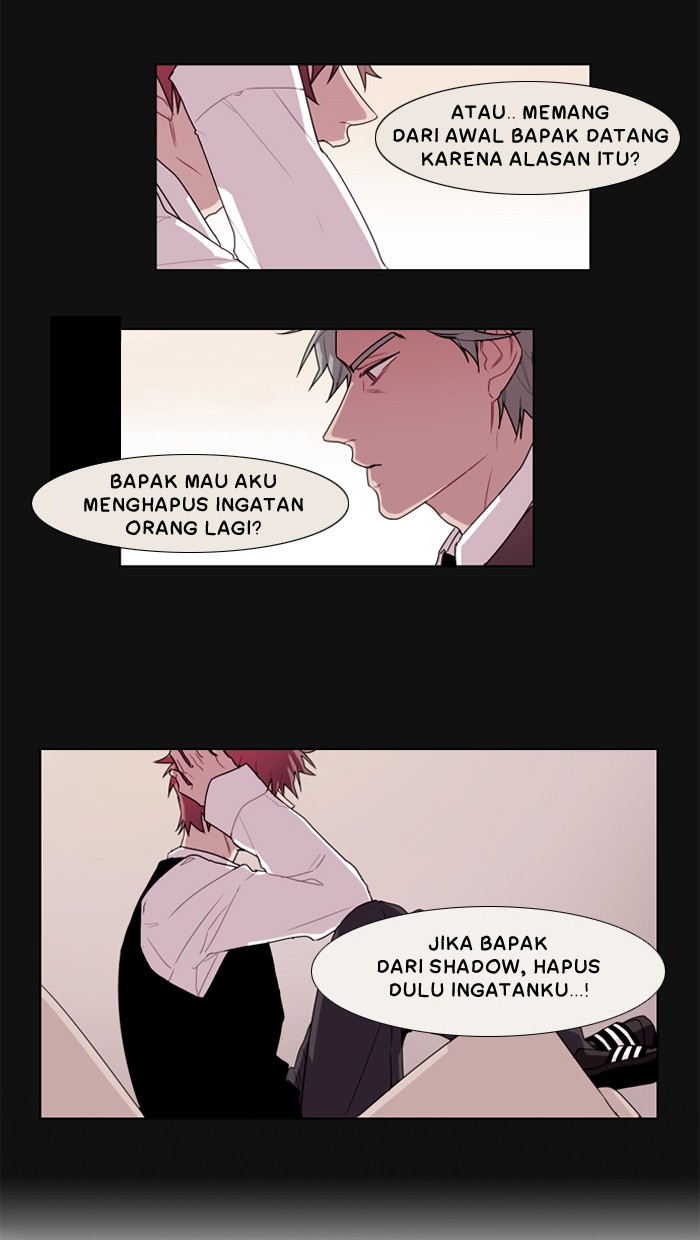 ATAU.. MEMANG
DARI AWAL BAPAK DATANG
KARENA ALASAN ITU?
BAPAK MAU AKU
MENGHAPUS INGATAN
ORANG LAGI?
JIKA BAPAK
DARI SHADOW, HAPUS
DULU INGATANKU...!